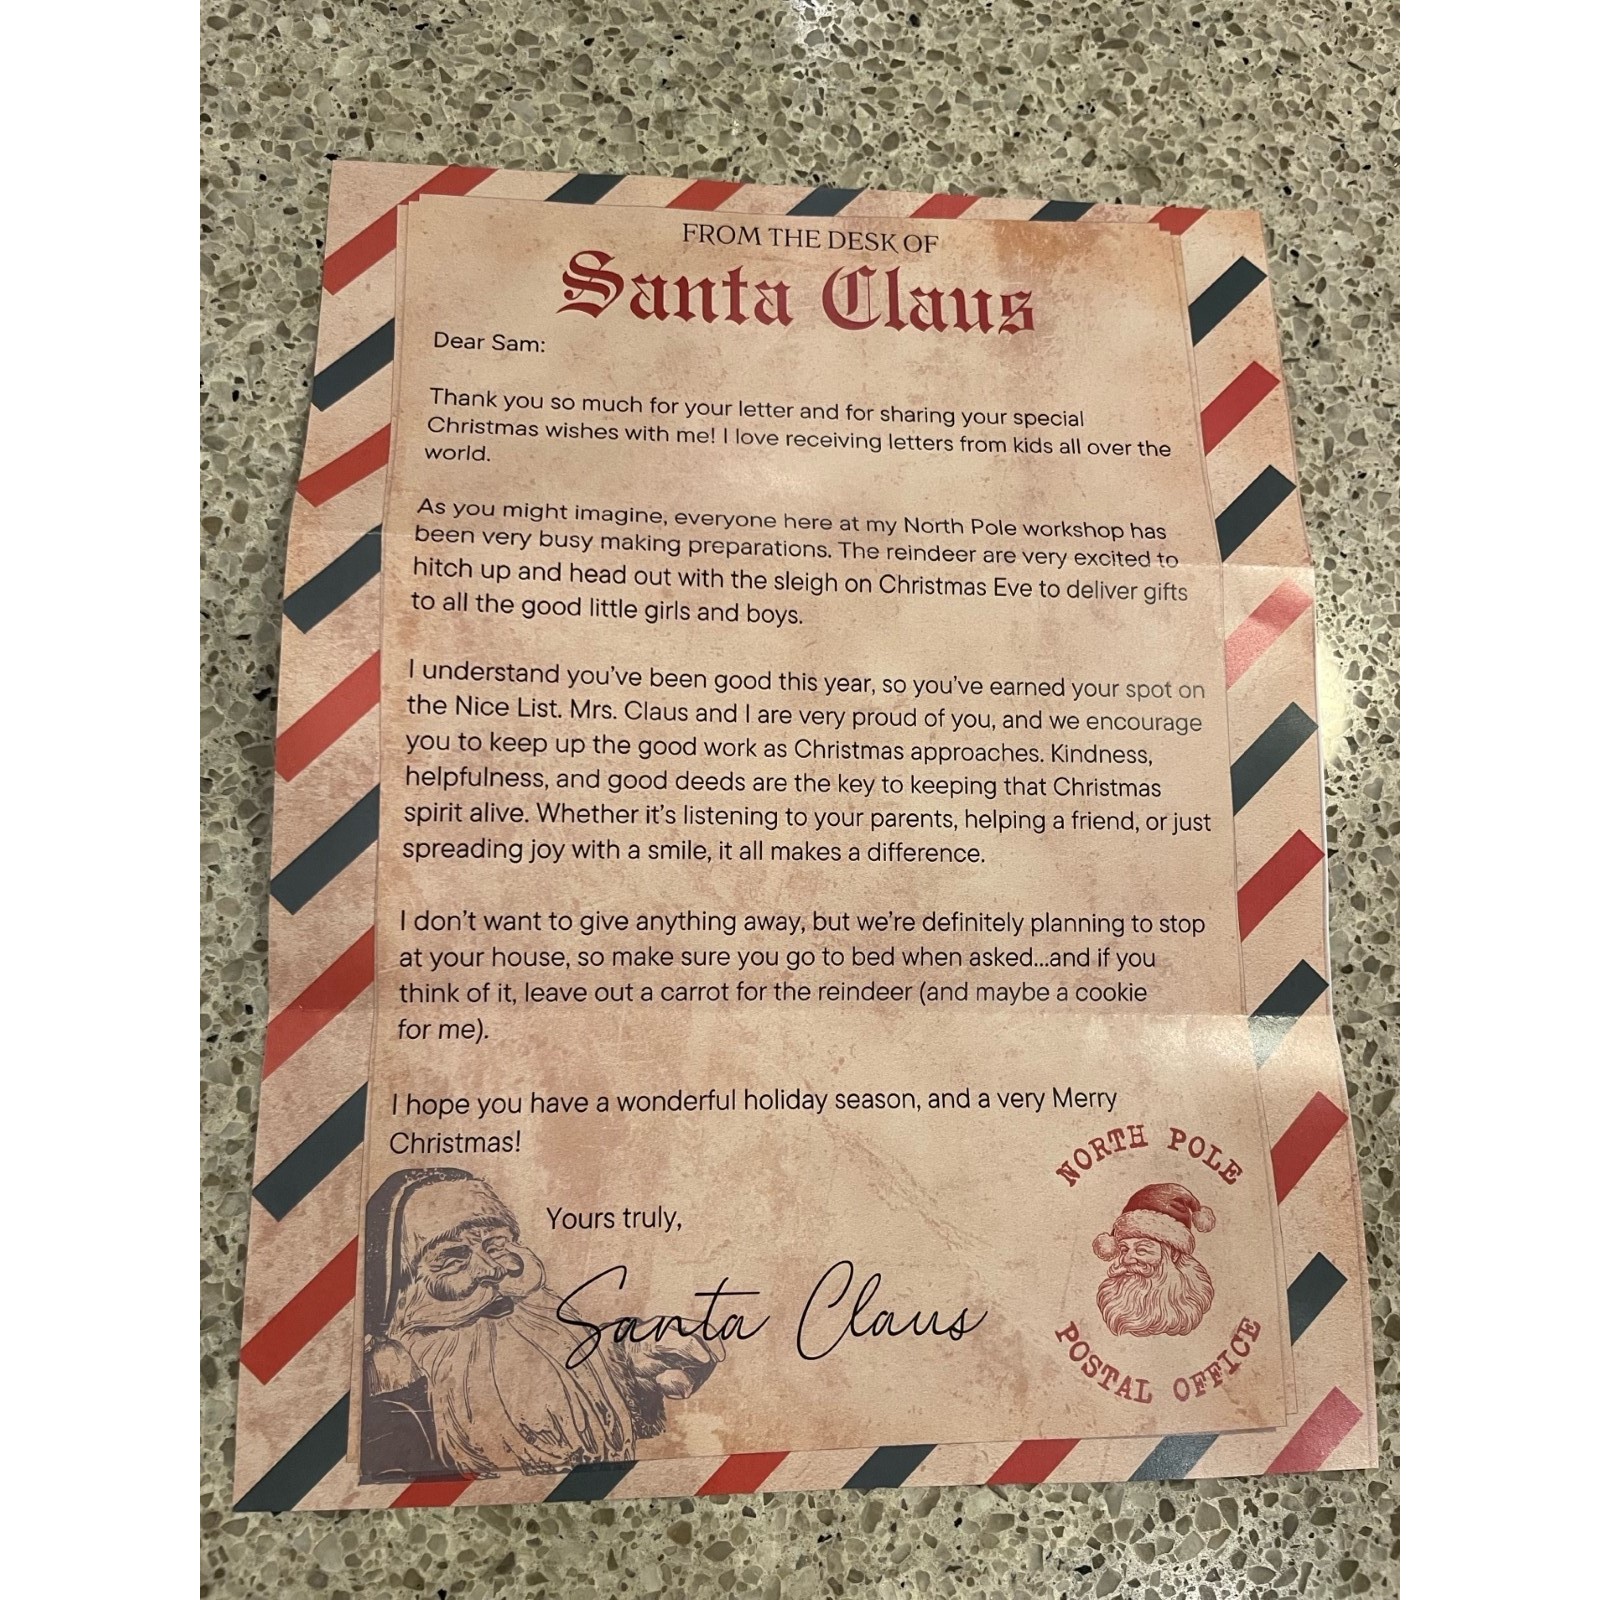 FROM THE DESK OF
Santa Claus
Dear Sam:
Thank you so much for your letter and for sharing your special
Christmas wishes with me! I love receiving letters from kids all over the
world.
As you might imagine, everyone here at my North Pole workshop has
been very busy making preparations. The reindeer are very excited to
hitch up and head out with the sleigh on Christmas Eve to deliver gifts
to all the good little girls and boys.
I understand you've been good this year, so you've earned your spot on
the Nice List. Mrs. Claus and I are very proud of you, and we encourage
you to keep up the good work as Christmas approaches. Kindness,
helpfulness, and good deeds are the key to keeping that Christmas
spirit alive. Whether it's listening to your parents, helping a friend, or just
spreading joy with a smile, it all makes a difference.
I don't want to give anything away, but we're definitely planning to stop
at your house, so make sure you go to bed when asked...and if you
think of it, leave out a carrot for the reindeer (and maybe a cookie
for me).
I hope you have a wonderful holiday season, and a very Merry
Christmas!
Yours truly,
Santa Claus
NORTH POLE
POSTAL OFFICE